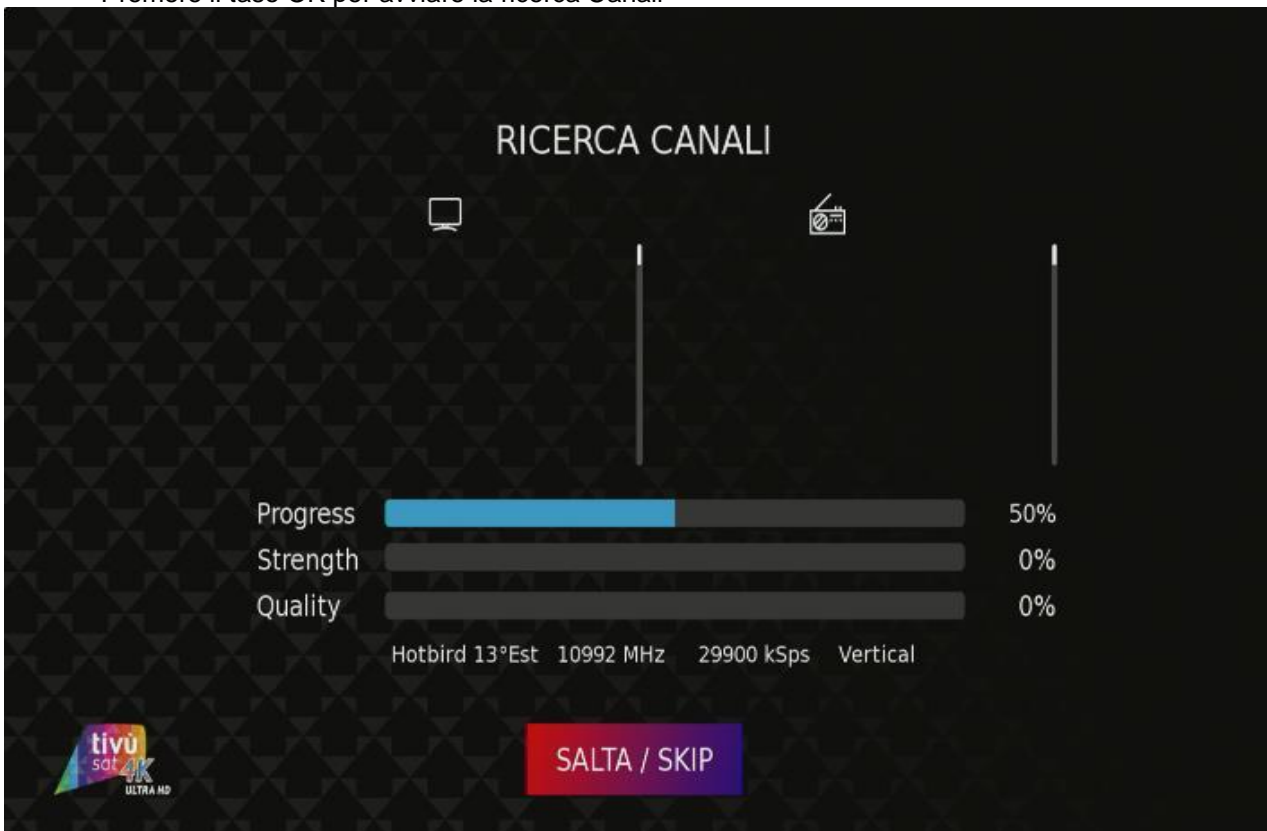 RICERCA CANALI
Progress 50%
Strength 0%
Quality 0%
Hotbird 13°Est 10992 MHz 29900 kSps Vertical
tivù
sat 4K
ULTRA HD
SALTA / SKIP